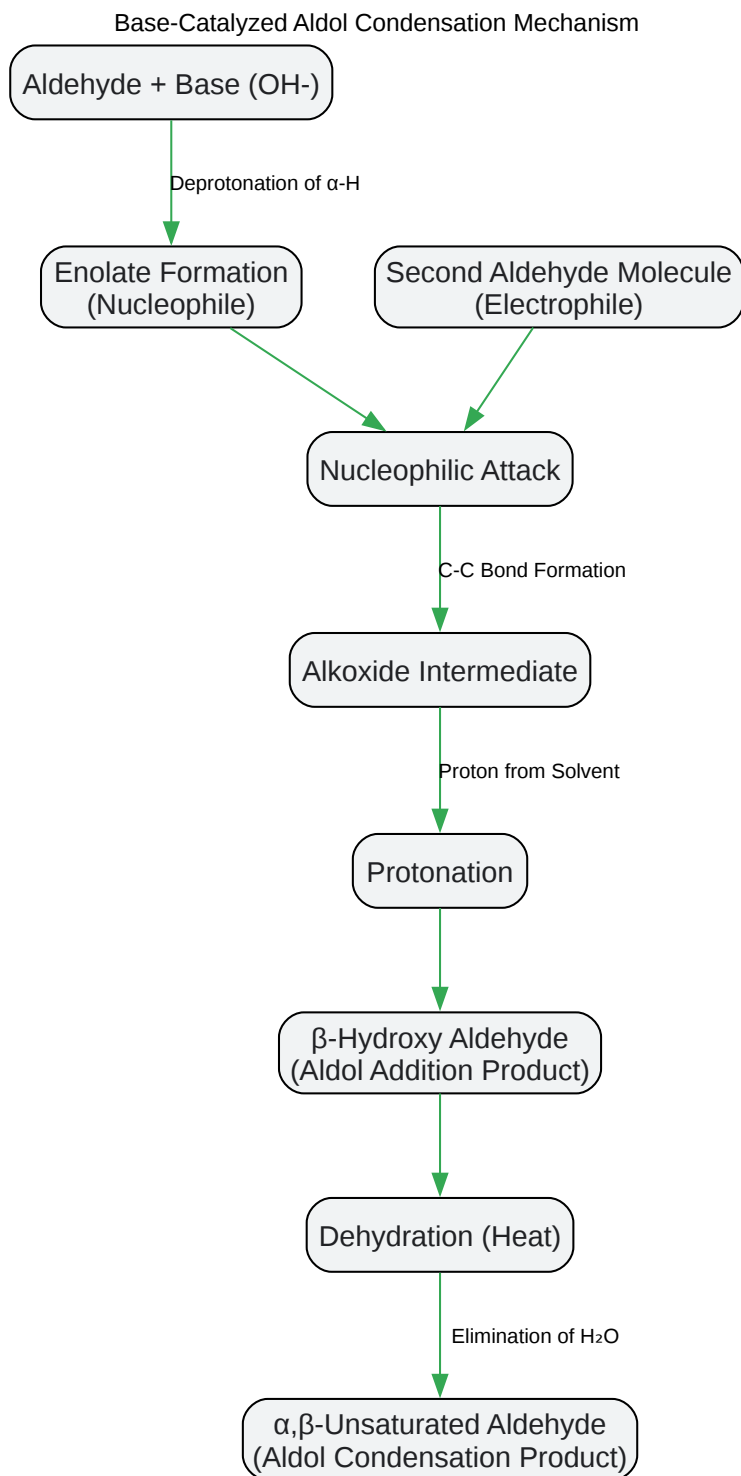 Base-Catalyzed Aldol Condensation Mechanism
Aldehyde + Base (OH-)
Deprotonation of α-H
Enolate Formation
(Nucleophile)
Second Aldehyde Molecule
(Electrophile)
Nucleophilic Attack
C-C Bond Formation
Alkoxide Intermediate
Proton from Solvent
Protonation
β-Hydroxy Aldehyde
(Aldol Addition Product)
Dehydration (Heat)
Elimination of H₂O
α,β-Unsaturated Aldehyde
(Aldol Condensation Product)